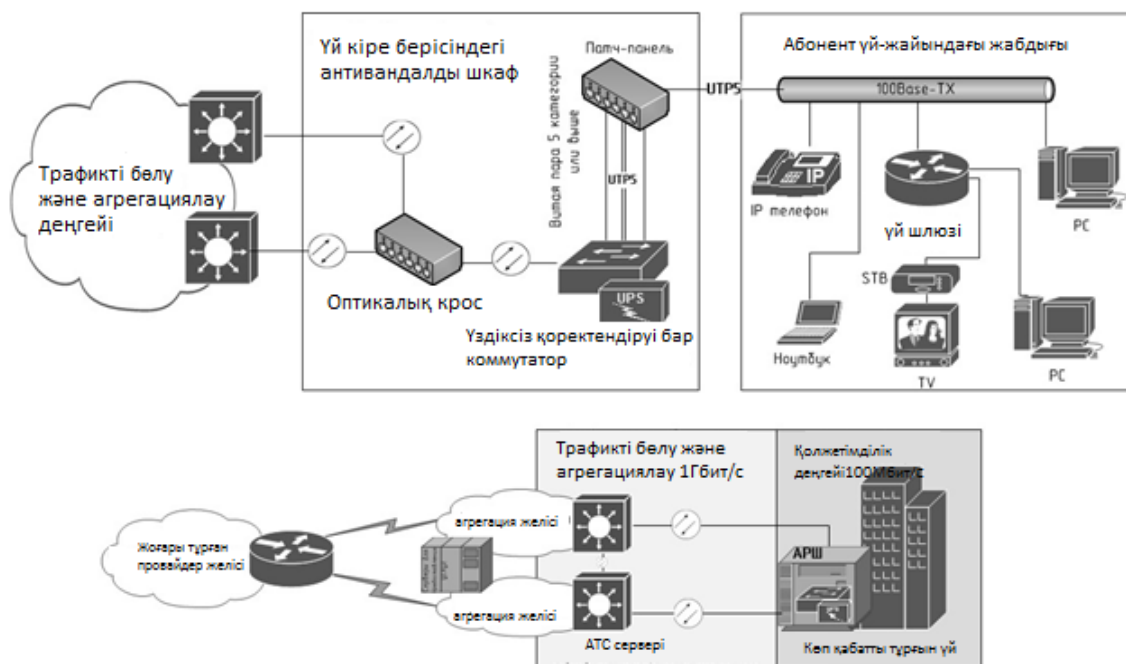 Үй кіре берісіндегі
антивандалды шкаф
Патч-панель
Абонент үй-жайындағы жабдығы
Трафикті бөлу
және агрегациялау
деңгейі
Витая пара 5 категории
или выше
UTP5
UTP5
100Base-TX
IP
IP телефон
үй шлюзі
PC
Оптикалық крос
UPS
Үздіксіз қоректендіруі бар
коммутатор
STB
Ноутбук
TV
PC
Трафикті бөлу және
агрегациялау 1Гбит/с
Қолжетімділік
деңгейі100Мбит/с
Жоғары тұрған
провайдер желісі
агрегация желісі
агрегация желісі
АРШ
АТС сервері
Көп қабатты тұрғын үй